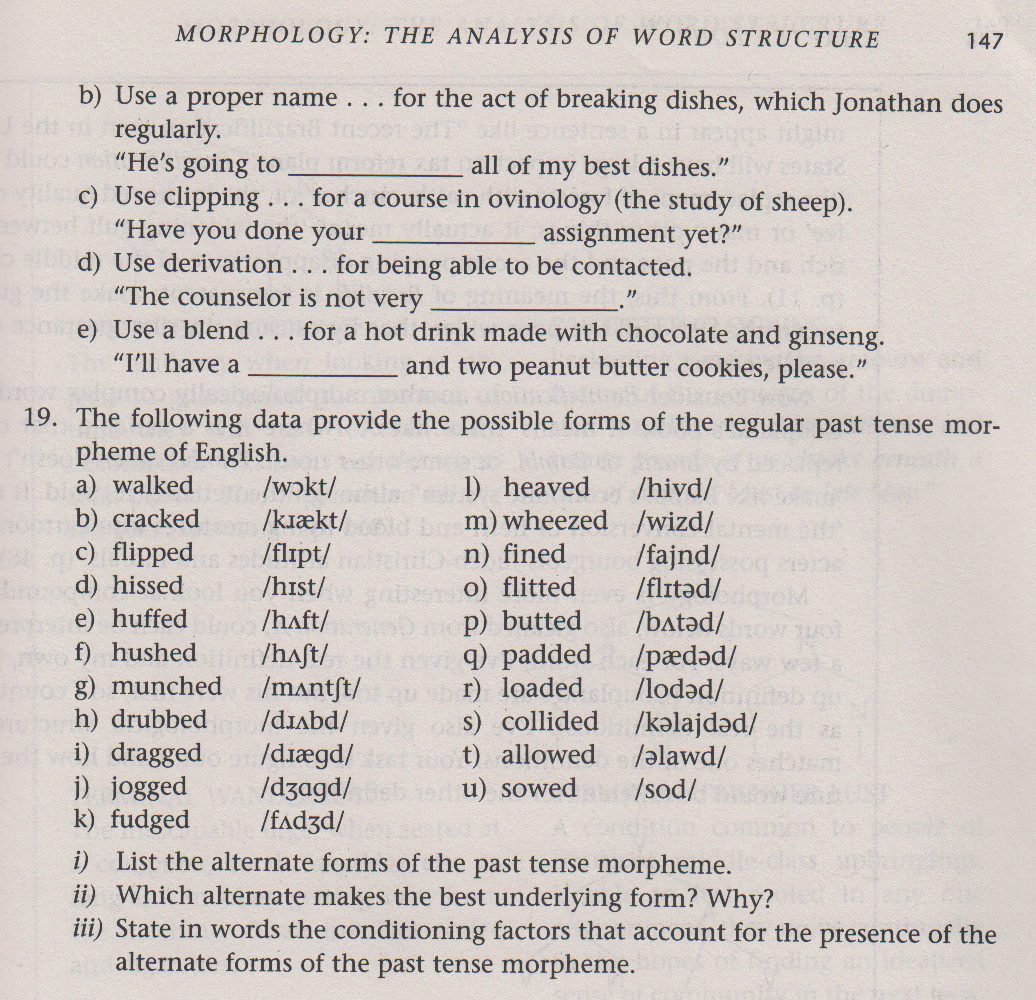 MORPHOLOGY: THE ANALYSIS OF WORD STRUCTURE 147
b) Use a proper name . . . for the act of breaking dishes, which Jonathan does
regularly.
“He’s going to ______________ all of my best dishes.”
c) Use clipping . . . for a course in ovinology (the study of sheep).
“Have you done your _____________ assignment yet?”
d) Use derivation . . . for being able to be contacted.
“The counselor is not very _______________.”
e) Use a blend . . . for a hot drink made with chocolate and ginseng.
“I’ll have a _____________ and two peanut butter cookies, please.”
19. The following data provide the possible forms of the regular past tense mor-
pheme of English.
a) walked /wɔkt/
b) cracked /kɹækt/
c) flipped /flɪpt/
d) hissed /hɪst/
e) huffed /hʌft/
f) hushed /hʌʃt/
g) munched /mʌntʃt/
h) drubbed /dɹʌbd/
i) dragged /dɹægd/
j) jogged /dʒɑgd/
k) fudged /fʌdʒd/
l) heaved /hivd/
m) wheezed /wizd/
n) fined /fajnd/
o) flitted /flɪtəd/
p) butted /bʌtəd/
q) padded /pædəd/
r) loaded /lodəd/
s) collided /kəlajdəd/
t) allowed /əlawd/
u) sowed /sod/
i) List the alternate forms of the past tense morpheme.
ii) Which alternate makes the best underlying form? Why?
iii) State in words the conditioning factors that account for the presence of the
alternate forms of the past tense morpheme.